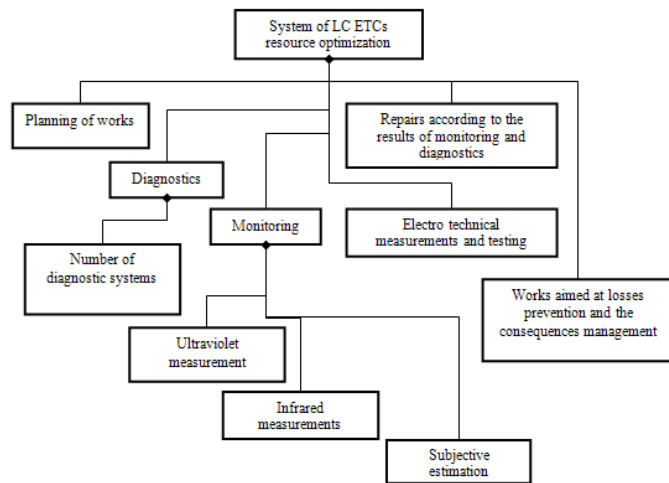 System of LC ETCs
resource optimization
Planning of works
Repairs according to the
results of monitoring and
diagnostics
Diagnostics
Monitoring
Electro technical
measurements and testing
Number of
diagnostic systems
Works aimed at losses
prevention and the
consequences management
Ultraviolet
measurement
Infrared
measurements
Subjective
estimation